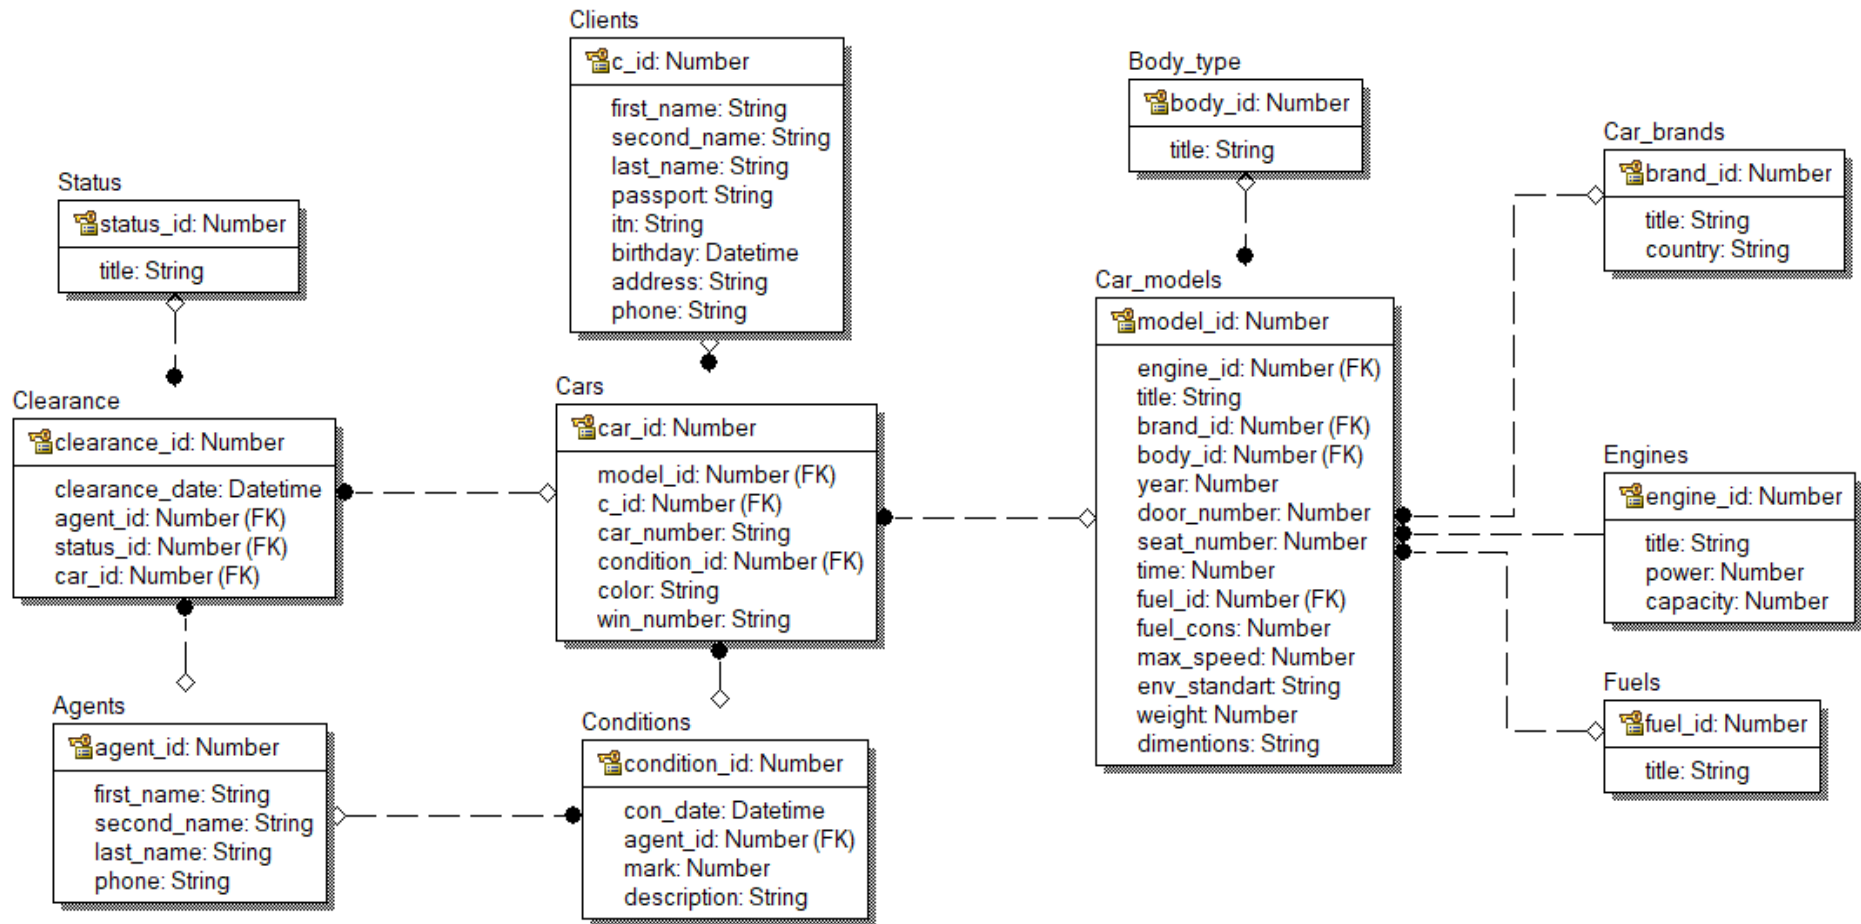 Clients
c_id: Number
first_name: String
second_name: String
last_name: String
passport: String
itn: String
birthday: Datetime
address: String
phone: String
Body_type
body_id: Number
title: String
Car_brands
brand_id: Number
title: String
country: String
Status
status_id: Number
title: String
Car_models
model_id: Number
engine_id: Number (FK)
title: String
brand_id: Number (FK)
body_id: Number (FK)
year: Number
door_number: Number
seat_number: Number
time: Number
fuel_id: Number (FK)
fuel_cons: Number
max_speed: Number
env_standart: String
weight: Number
dimentions: String
Clearance
clearance_id: Number
clearance_date: Datetime
agent_id: Number (FK)
status_id: Number (FK)
car_id: Number (FK)
Cars
car_id: Number
model_id: Number (FK)
c_id: Number (FK)
car_number: String
condition_id: Number (FK)
color: String
win_number: String
Engines
engine_id: Number
title: String
power: Number
capacity: Number
Agents
agent_id: Number
first_name: String
second_name: String
last_name: String
phone: String
Conditions
condition_id: Number
con_date: Datetime
agent_id: Number (FK)
mark: Number
description: String
Fuels
fuel_id: Number
title: String